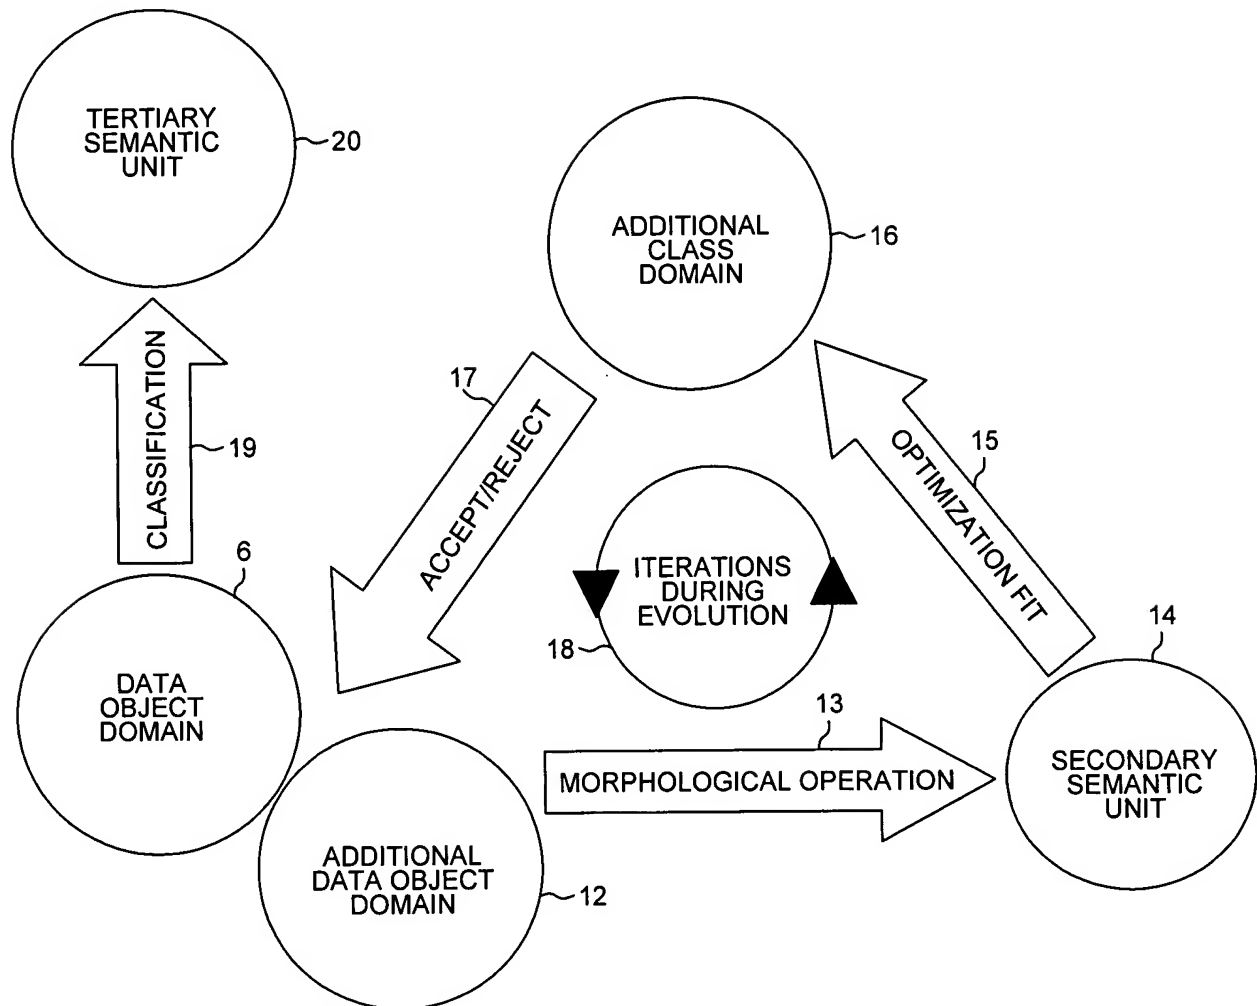 TERTIARY
SEMANTIC
UNIT
20
ADDITIONAL
CLASS
DOMAIN
16
CLASSIFICATION
19
17
ACCEPT/REJECT
15
OPTIMIZATION FIT
6
ITERATIONS
DURING
EVOLUTION
18
14
DATA
OBJECT
DOMAIN
13
MORPHOLOGICAL OPERATION
SECONDARY
SEMANTIC
UNIT
ADDITIONAL
DATA OBJECT
DOMAIN
12